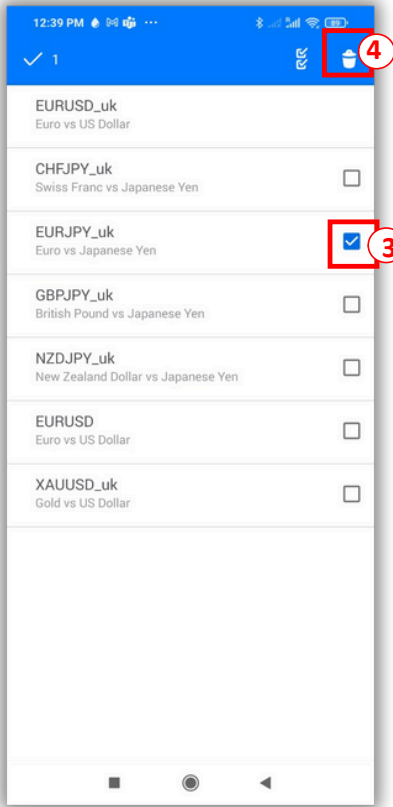 12:39 PM ...
89
1
4
EURUSD_uk
Euro vs US Dollar
CHFJPY_uk
Swiss Franc vs Japanese Yen
EURJPY_uk
Euro vs Japanese Yen
3
GBPJPY_uk
British Pound vs Japanese Yen
NZDJPY_uk
New Zealand Dollar vs Japanese Yen
EURUSD
Euro vs US Dollar
XAUUSD_uk
Gold vs US Dollar